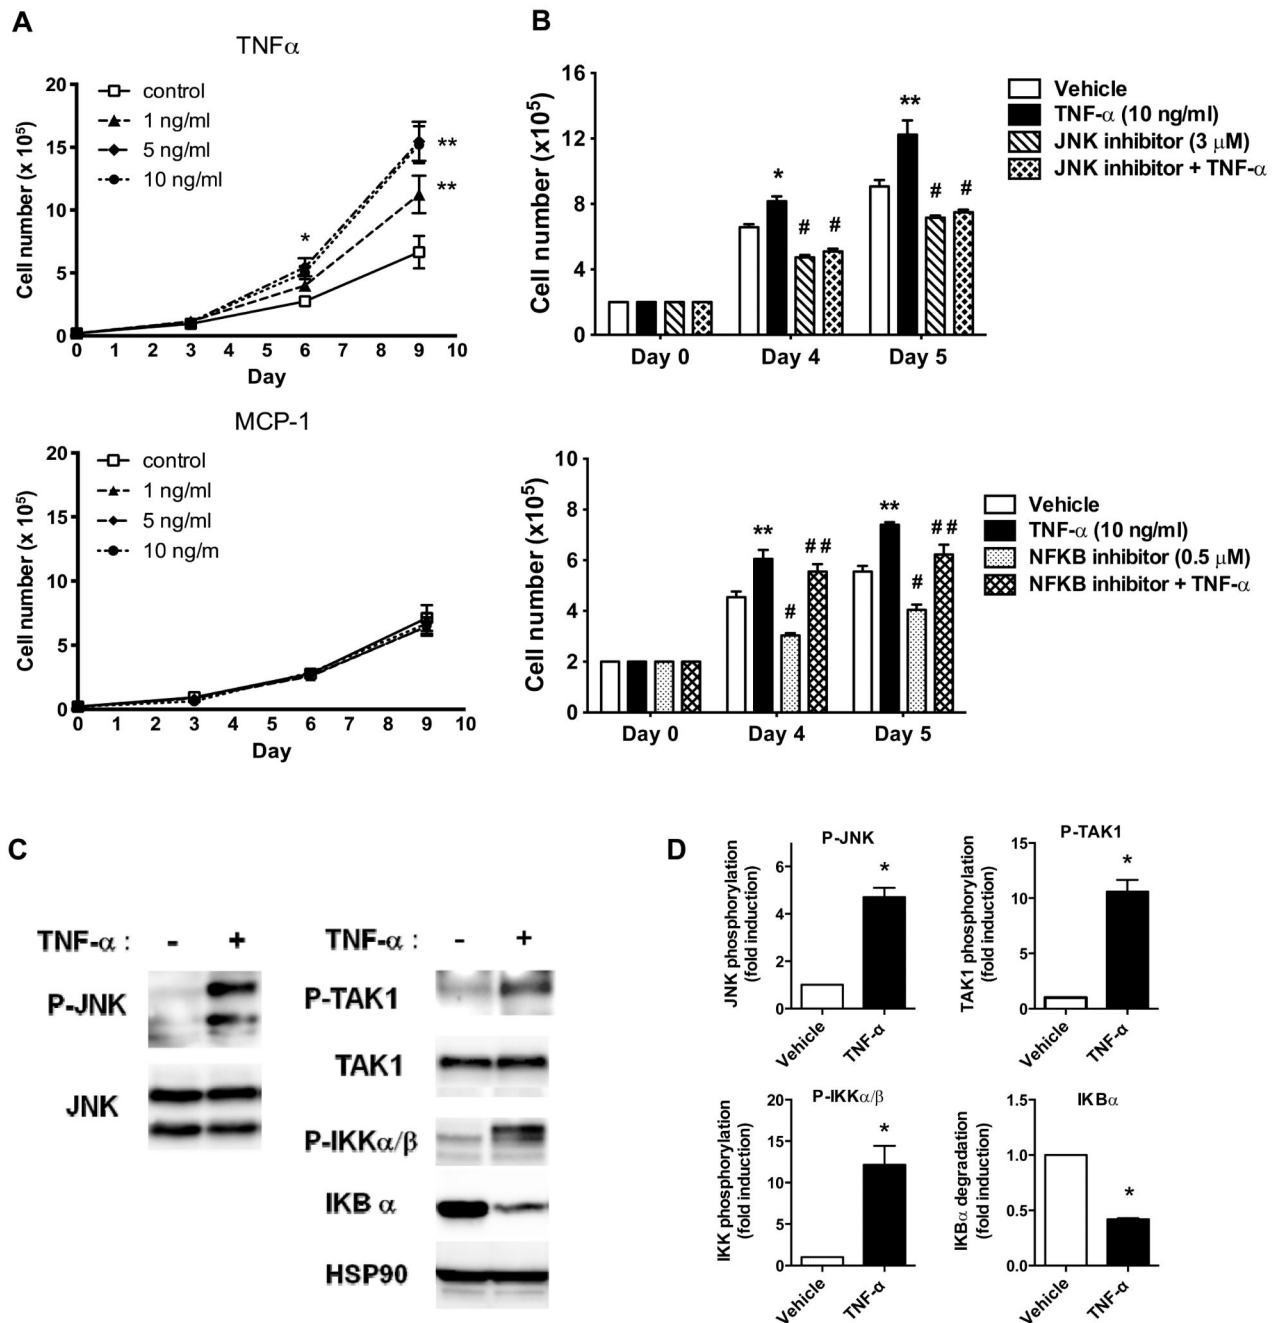 A
TNFα
Cell number (x 10⁵)
20
15
10
5
0
control
1 ng/ml
5 ng/ml
10 ng/ml
*
**
**
0 1 2 3 4 5 6 7 8 9 10
Day
MCP-1
Cell number (x 10⁵)
20
15
10
5
0
control
1 ng/ml
5 ng/ml
10 ng/m
0 1 2 3 4 5 6 7 8 9 10
Day
B
Cell number (x10⁵)
16
12
8
4
0
* # #
** # #
Day 0 Day 4 Day 5
Vehicle
TNF-α (10 ng/ml)
JNK inhibitor (3 μM)
JNK inhibitor + TNF-α
Cell number (x10⁵)
10
8
6
4
2
0
** # ##
** # ##
Day 0 Day 4 Day 5
Vehicle
TNF-α (10 ng/ml)
NFKB inhibitor (0.5 μM)
NFKB inhibitor + TNF-α
C
TNF-α : - +
P-JNK
JNK
TNF-α : - +
P-TAK1
TAK1
P-IKKα/β
IKB α
HSP90
D
P-JNK
JNK phosphorylation
(fold induction)
6
4
2
0
*
Vehicle
TNF-α
P-TAK1
TAK1 phosphorylation
(fold induction)
15
10
5
0
*
Vehicle
TNF-α
P-IKKα/β
IKK phosphorylation
(fold induction)
20
15
10
5
0
*
Vehicle
TNF-α
IKBα
IKBα degradation
(fold induction)
1.5
1.0
0.5
0.0
*
Vehicle
TNF-α